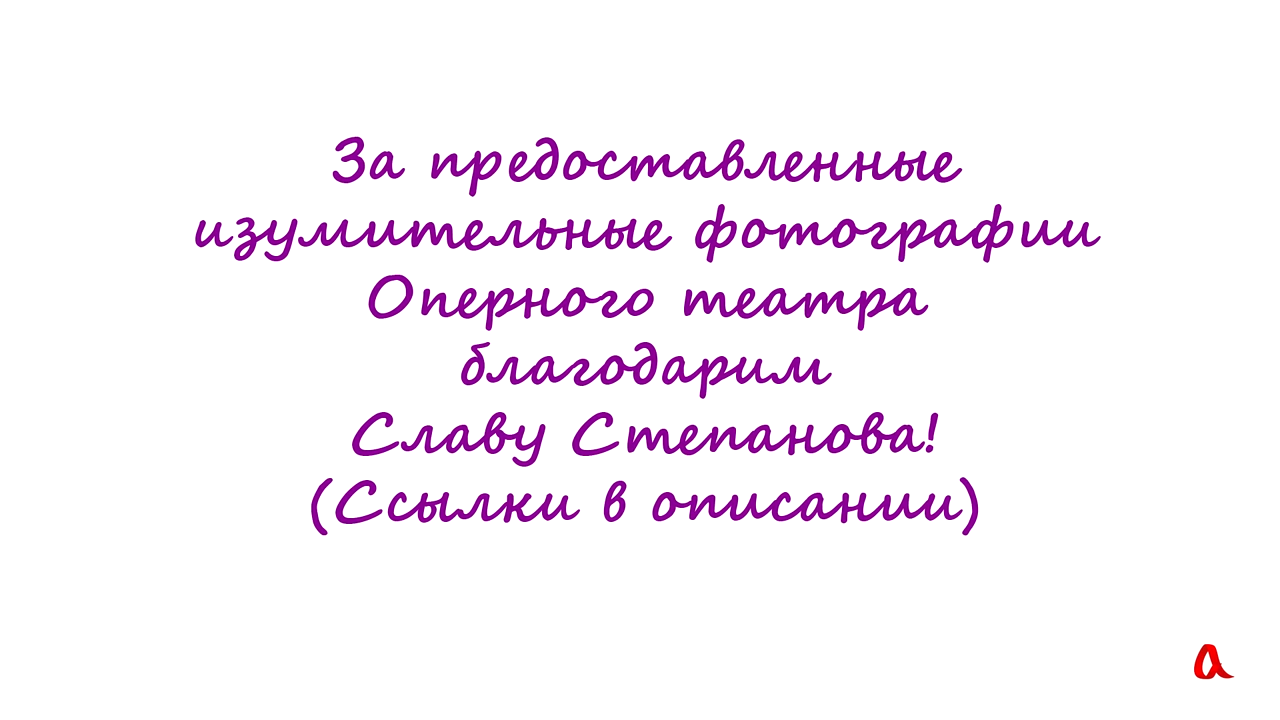 За предоставленные
изумительные фотографии
Оперного театра
благодарим
Славу Степанова!
(Ссылки в описании)
а